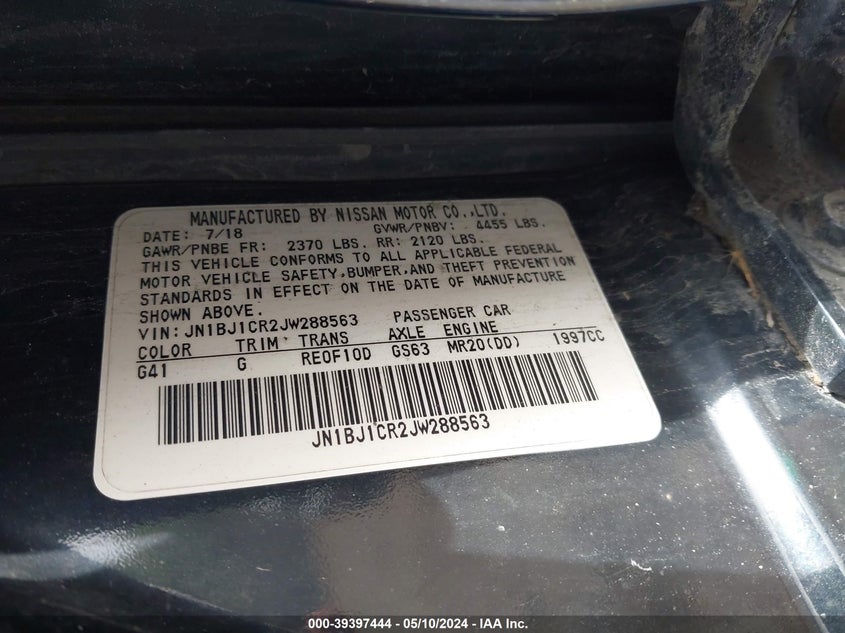 MANUFACTURED BY NISSAN MOTOR CO.,LTD.
DATE: 7/18 GVWR/PNBV: 4455 LBS.
GAWR/PNBE FR: 2370 LBS. RR: 2120 LBS.
THIS VEHICLE CONFORMS TO ALL APPLICABLE FEDERAL
MOTOR VEHICLE SAFETY,BUMPER,AND THEFT PREVENTION
STANDARDS IN EFFECT ON THE DATE OF MANUFACTURE
SHOWN ABOVE.
VIN: JN1BJ1CR2JW288563 PASSENGER CAR
COLOR TRIM TRANS AXLE ENGINE
G41 G RE0F10D GS63 MR20(DD) 1997CC
JN1BJ1CR2JW288563
000-39397444 - 05/10/2024 - IAA Inc.